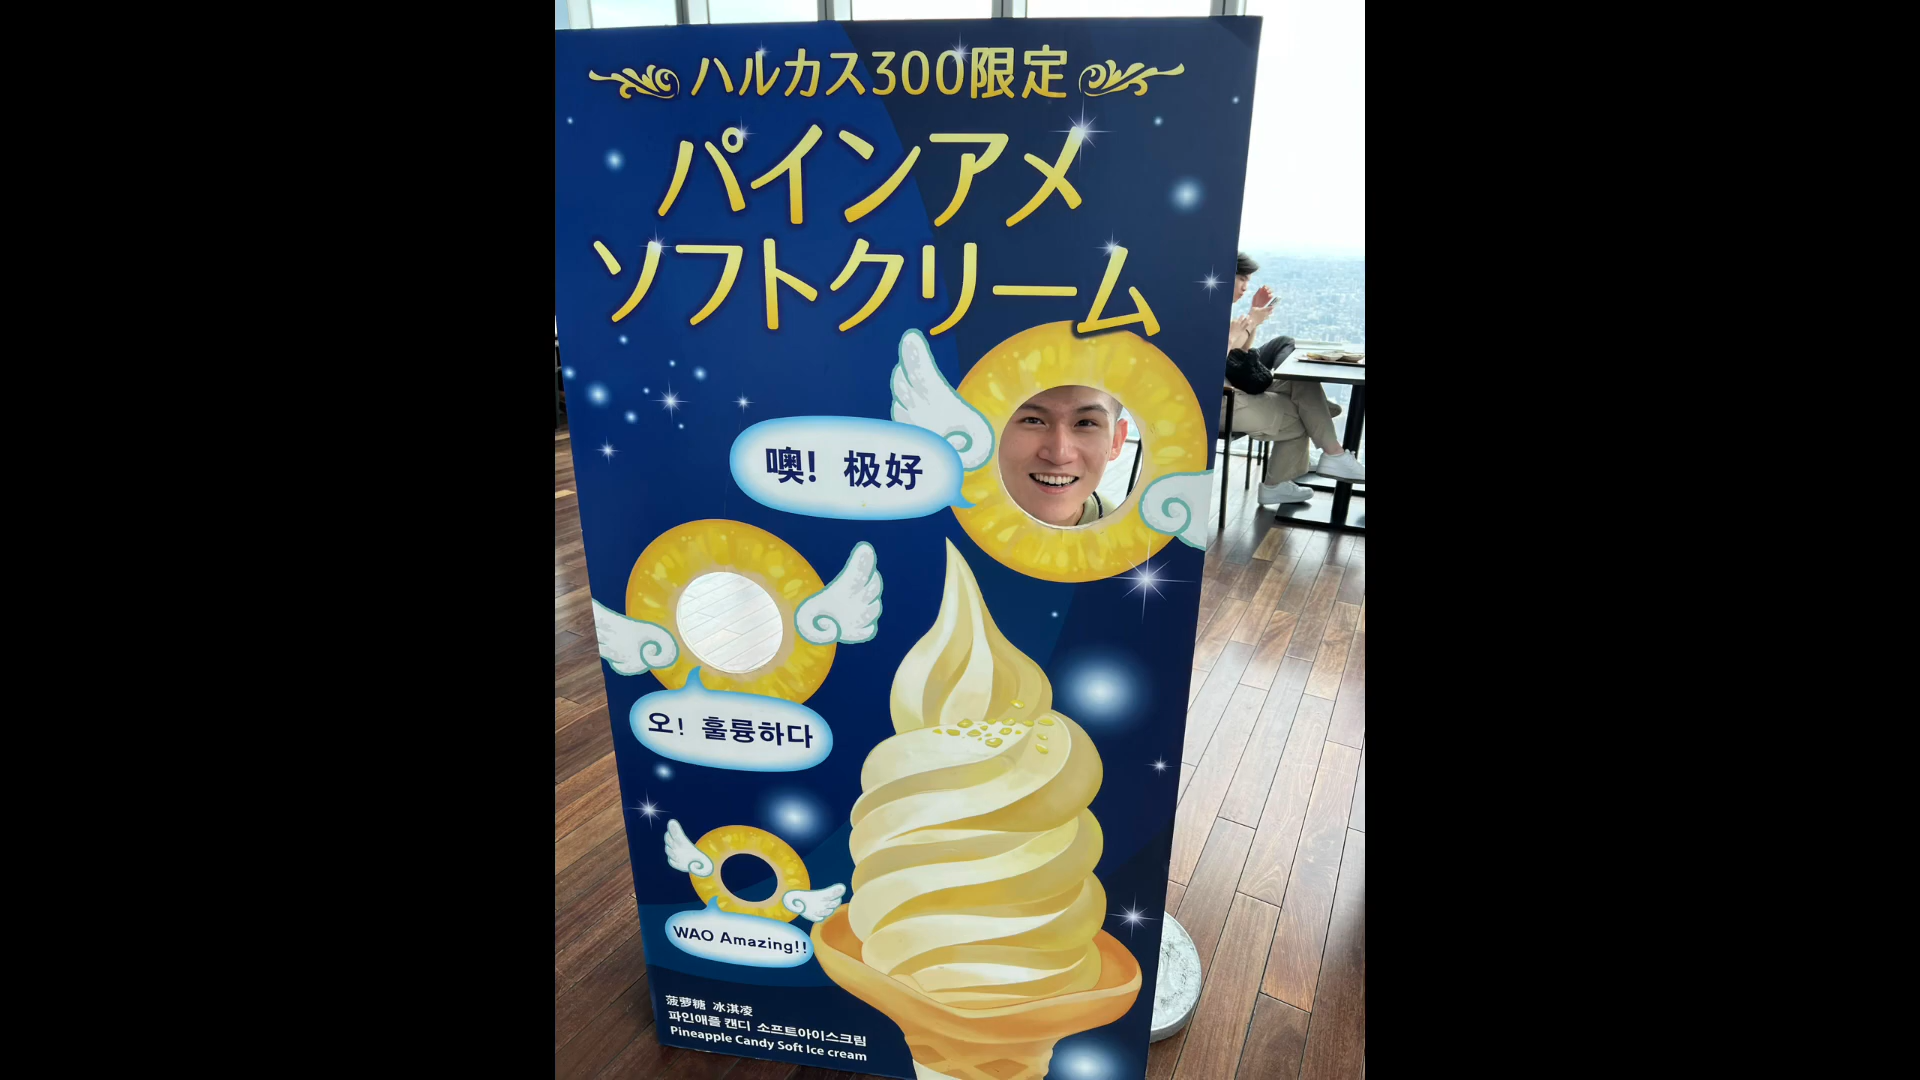 ハルカス300限定
パインアメ
ソフトクリーム
噢! 极好
오! 훌륭하다
WAO Amazing!!
菠萝糖 冰淇凌
파인애플 캔디 소프트아이스크림
Pineapple Candy Soft Ice cream